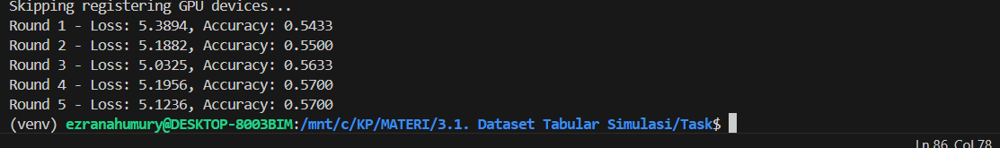 Skipping registering GPU devices...
Round 1 - Loss: 5.3894, Accuracy: 0.5433
Round 2 - Loss: 5.1882, Accuracy: 0.5500
Round 3 - Loss: 5.0325, Accuracy: 0.5633
Round 4 - Loss: 5.1956, Accuracy: 0.5700
Round 5 - Loss: 5.1236, Accuracy: 0.5700
(venv) ezranahumury@DESKTOP-8003BIM:/mnt/c/KP/MATERI/3.1. Dataset Tabular Simulasi/Task$
Ln 86, Col 78